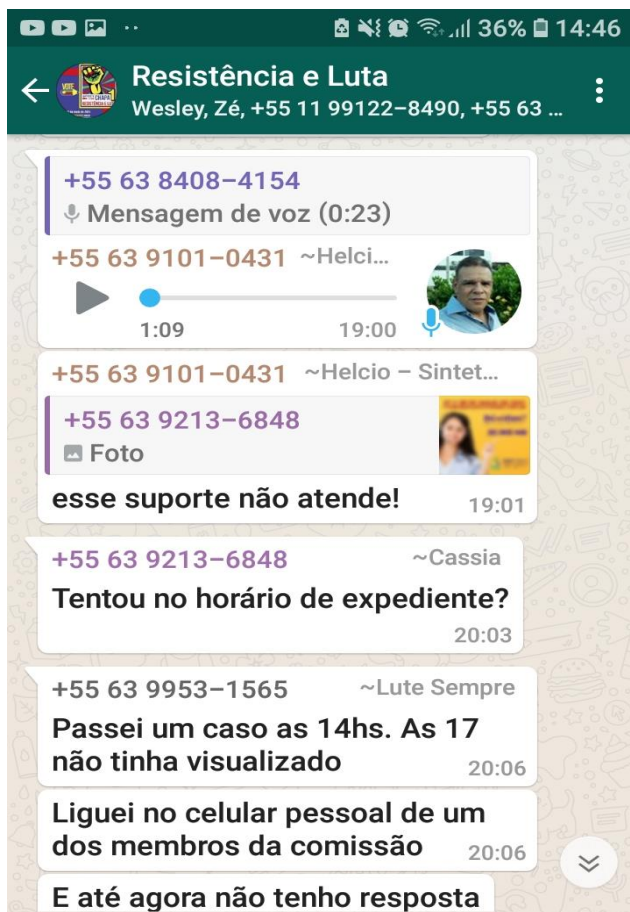 36% 14:46
Resistência e Luta
Wesley, Zé, +55 11 99122-8490, +55 63 ...
+55 63 8408-4154
Mensagem de voz (0:23)
+55 63 9101-0431 ~Helci...
1:09 19:00
+55 63 9101-0431 ~Helcio – Sintet...
+55 63 9213-6848
Foto
esse suporte não atende!
19:01
+55 63 9213-6848 ~Cassia
Tentou no horário de expediente?
20:03
+55 63 9953-1565 ~Lute Sempre
Passei um caso as 14hs. As 17
não tinha visualizado
20:06
Liguei no celular pessoal de um
dos membros da comissão
20:06
E até agora não tenho resposta